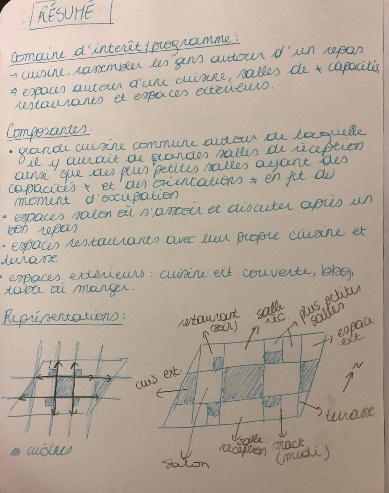 RÉSUMÉ
Domaine d'intérêt/programme:
→ cuisine rassembler les gens autour d'un repas
→ espaces autour d'une cuisine, salles de ≠ capacités,
restaurants et espaces extérieurs.
Composantes:
• grande cuisine commune autour de laquelle
il y aurait de grandes salles de réception
ainsi que des plus petites salles ayant des
capacités ≠ et des orientations ≠ en fct du
moment d'occupation
• espaces salon où s'asseoir et discuter après un
bon repas
• espaces restaurants avec leur propre cuisine et
terrasse
• espaces extérieurs: cuisine ext. couverte, bbq,
table où manger.
Représentations:
restaurant
(soir)
salle
rec.
plus petites
salles
espace
ext.
cuis ext.
N
terrasse
cuisines
salon
salle
réception
snack
(midi)